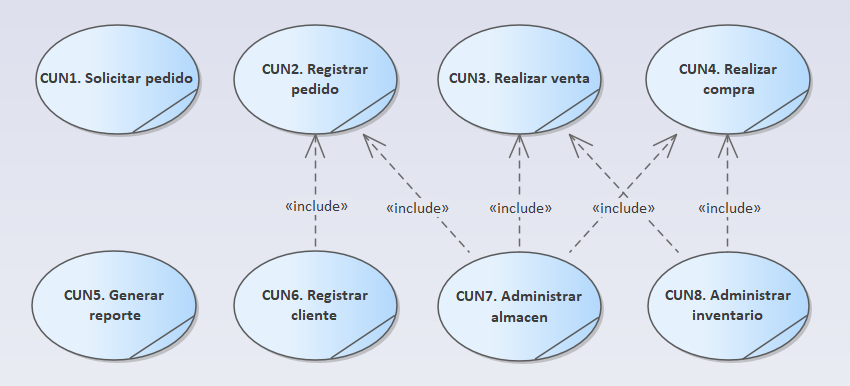 CUN1. Solicitar pedido
CUN2. Registrar
pedido
CUN3. Realizar venta
CUN4. Realizar
compra
«include»
«include»
«include»
«include»
«include»
CUN5. Generar
reporte
CUN6. Registrar
cliente
CUN7. Administrar
almacen
CUN8. Administrar
inventario